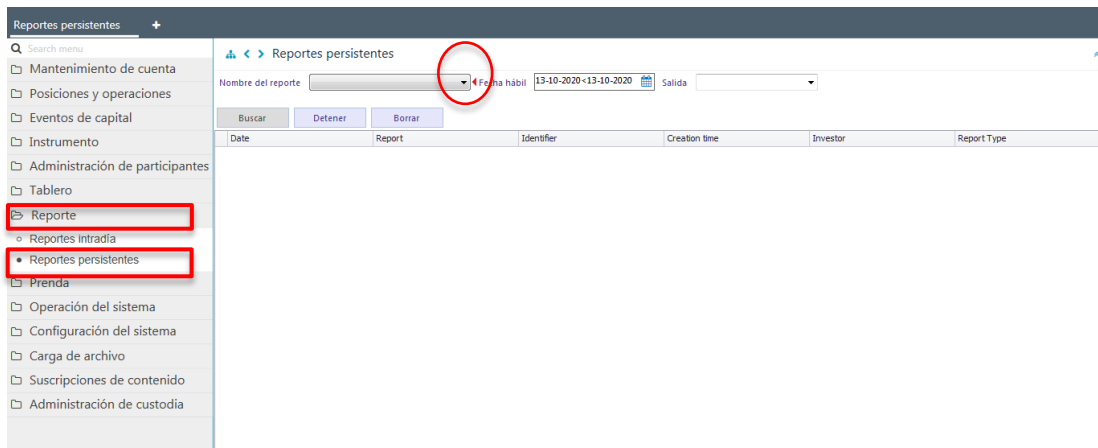 Reportes persistentes +
Search menu
Mantenimiento de cuenta
Posiciones y operaciones
Eventos de capital
Instrumento
Administración de participantes
Tablero
Reporte
Reportes intradía
Reportes persistentes
Prenda
Operación del sistema
Configuración del sistema
Carga de archivo
Suscripciones de contenido
Administración de custodia
< > Reportes persistentes
Nombre del reporte Fecha hábil 13-10-2020<13-10-2020 Salida
Buscar Detener Borrar
Date Report Identifier Creation time Investor Report Type